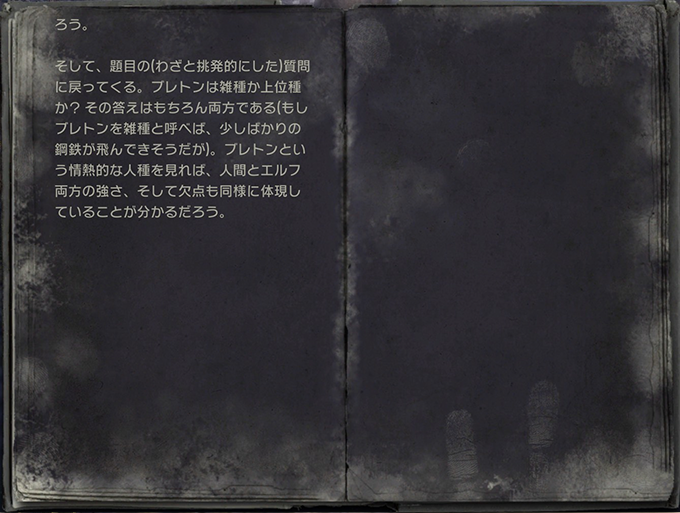 ろう。
そして、題目の(わざと挑発的にした)質問
に戻ってくる。ブレトンは雑種か上位種
か? その答えはもちろん両方である(もし
ブレトンを雑種と呼べば、少しばかりの
鋼鉄が飛んできそうだが)。ブレトンとい
う情熱的な人種を見れば、人間とエルフ
両方の強さ、そして欠点も同様に体現し
ていることが分かるだろう。